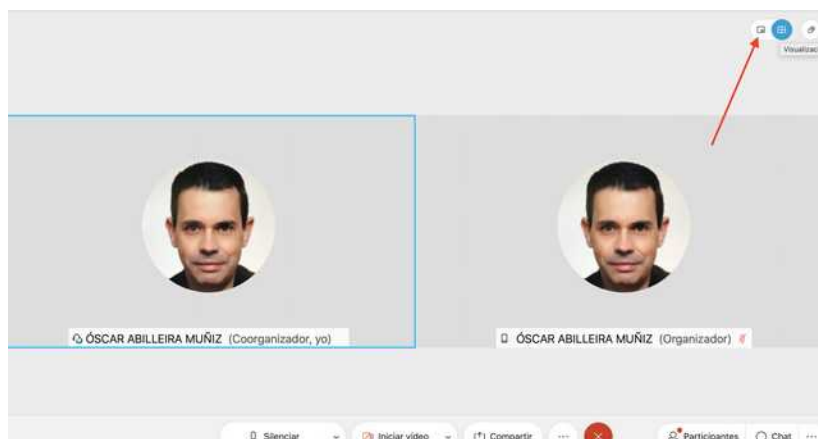 Visualizac
ÓSCAR ABILLEIRA MUÑIZ (Coorganizador, yo)
ÓSCAR ABILLEIRA MUÑIZ (Organizador)
Silenciar Iniciar vídeo Compartir ... Participantes Chat ...